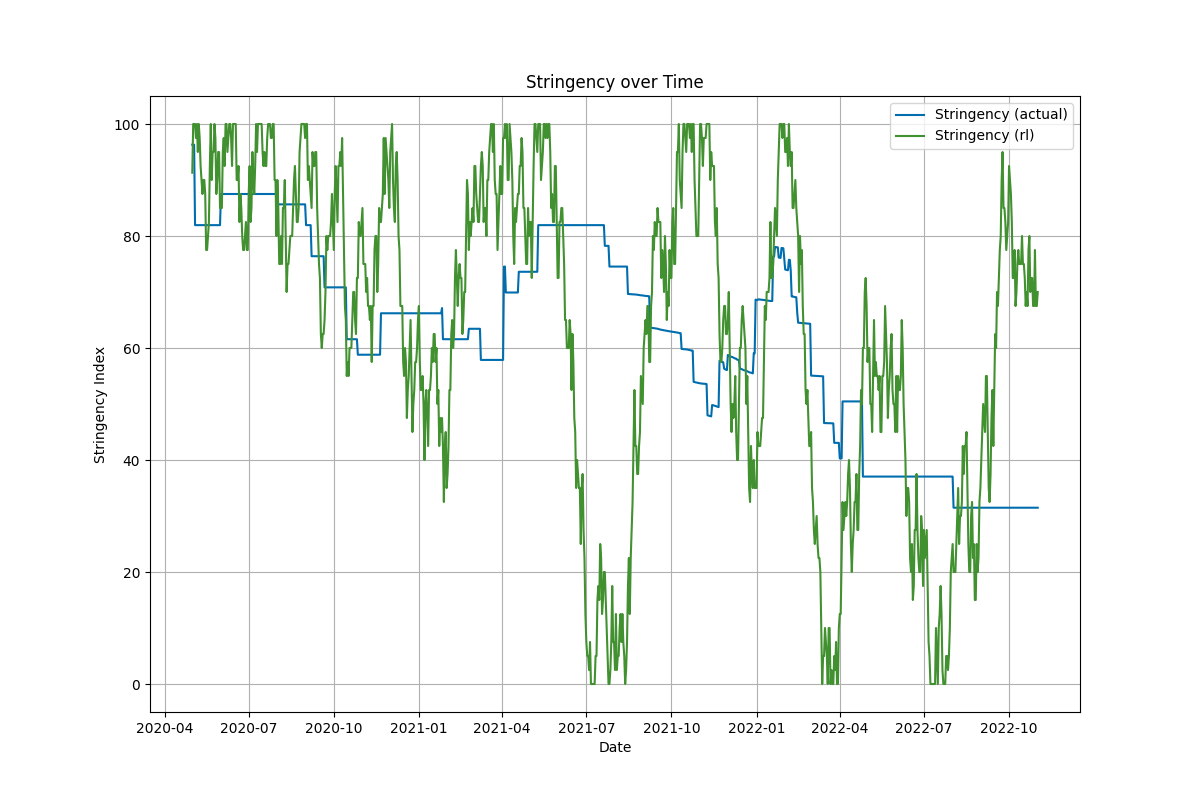 Stringency over Time
Stringency (actual)
Stringency (rl)
Stringency Index
100
80
60
40
20
0
2020-04 2020-07 2020-10 2021-01 2021-04 2021-07 2021-10 2022-01 2022-04 2022-07 2022-10
Date